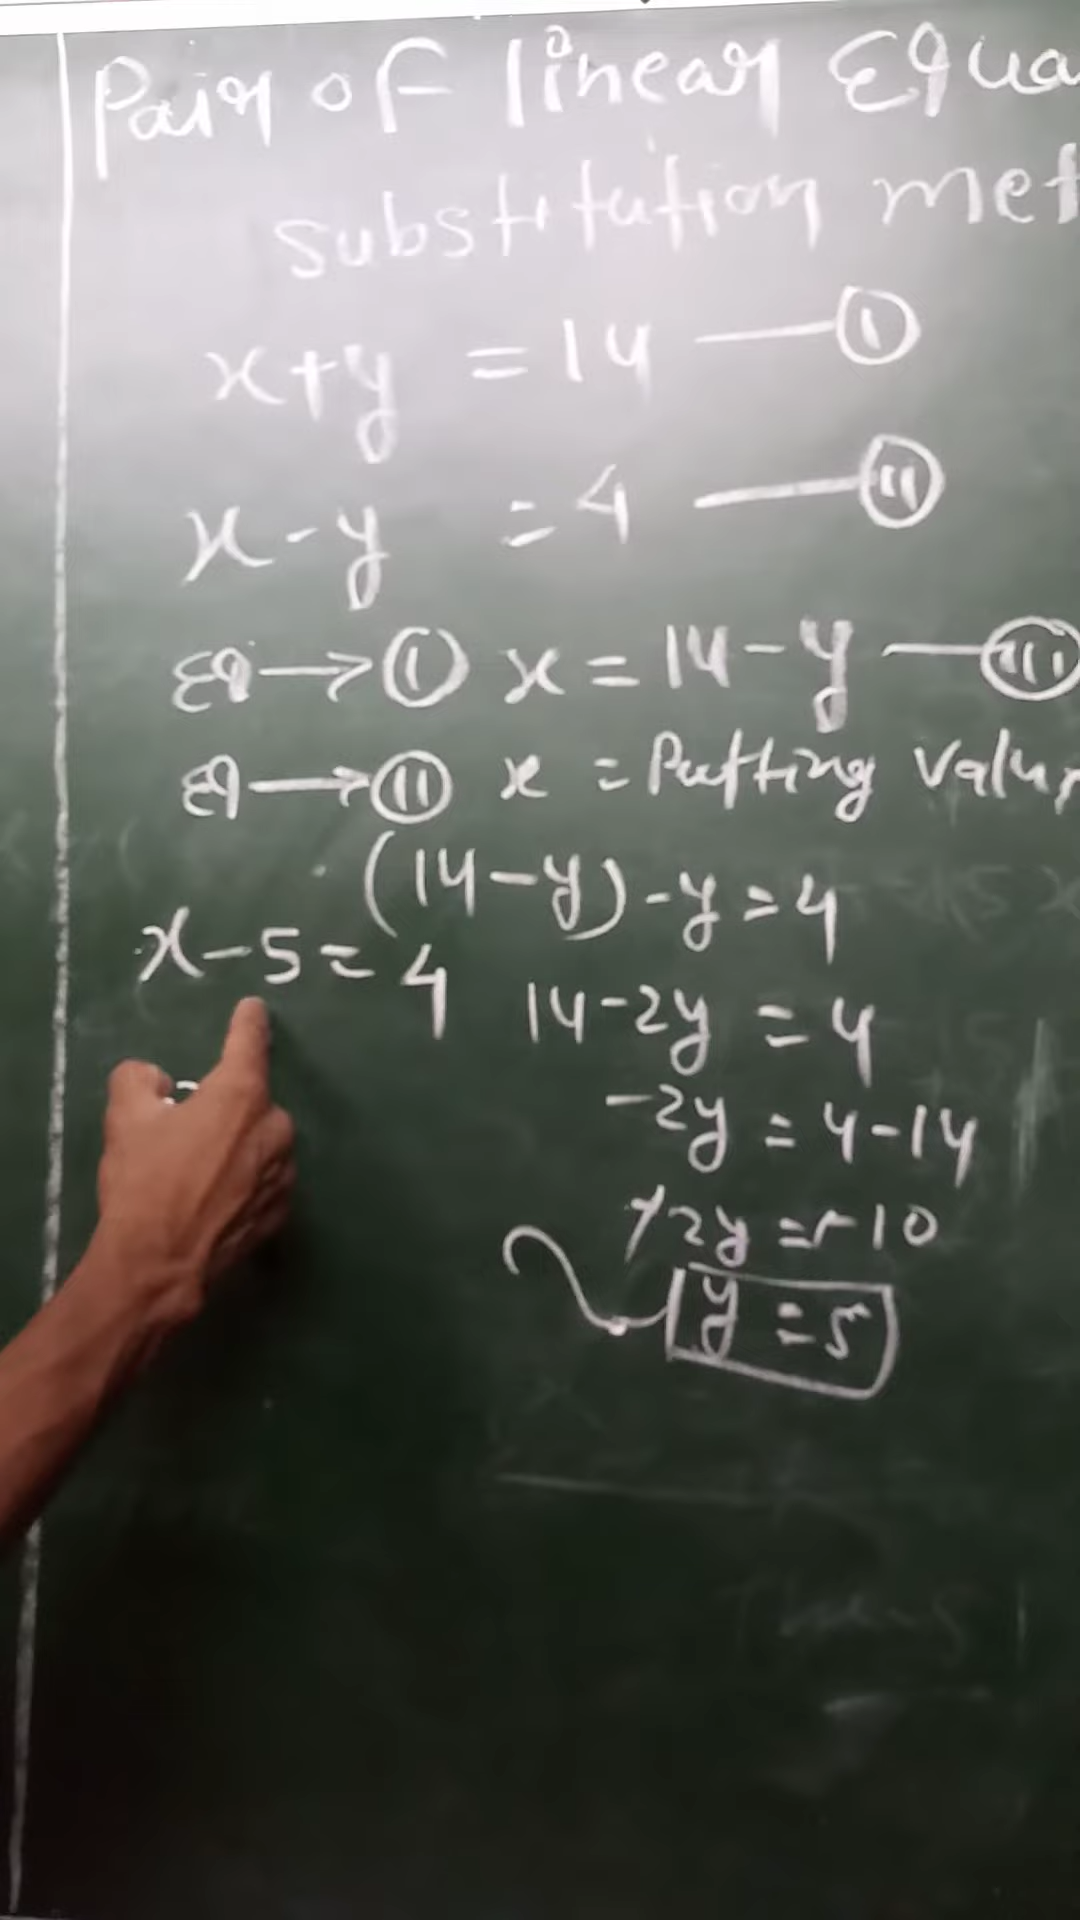 Pair of linear Equa
substitution met
x+y = 14 — (I)
x-y = 4 — (II)
Eq → (I) x = 14-y — (III)
Eq → (II) x = Putting Valu
(14-y)-y=4
x-5=4
14-2y = 4
-2y = 4-14
-2y = -10
y = 5